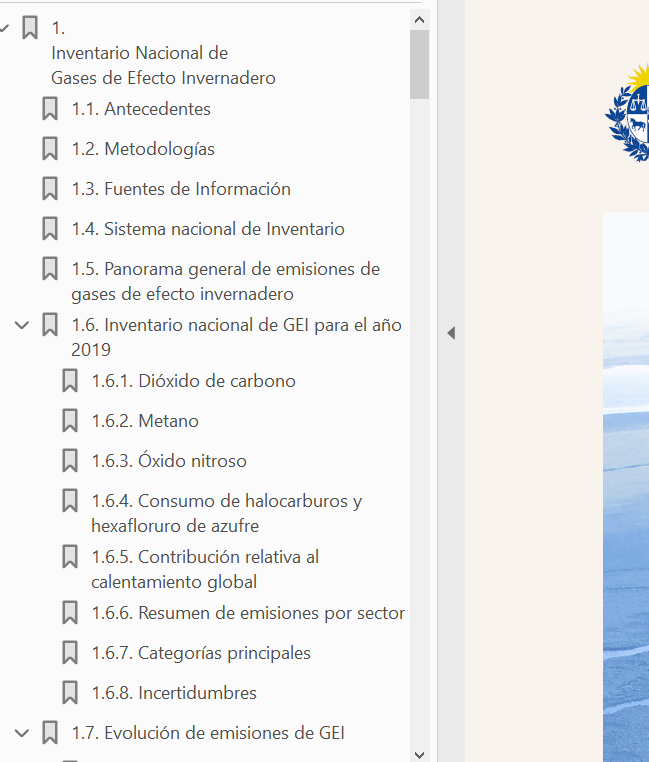 1.
Inventario Nacional de
Gases de Efecto Invernadero
1.1. Antecedentes
1.2. Metodologías
1.3. Fuentes de Información
1.4. Sistema nacional de Inventario
1.5. Panorama general de emisiones de
gases de efecto invernadero
1.6. Inventario nacional de GEI para el año
2019
1.6.1. Dióxido de carbono
1.6.2. Metano
1.6.3. Óxido nitroso
1.6.4. Consumo de halocarburos y
hexafloruro de azufre
1.6.5. Contribución relativa al
calentamiento global
1.6.6. Resumen de emisiones por sector
1.6.7. Categorías principales
1.6.8. Incertidumbres
1.7. Evolución de emisiones de GEI